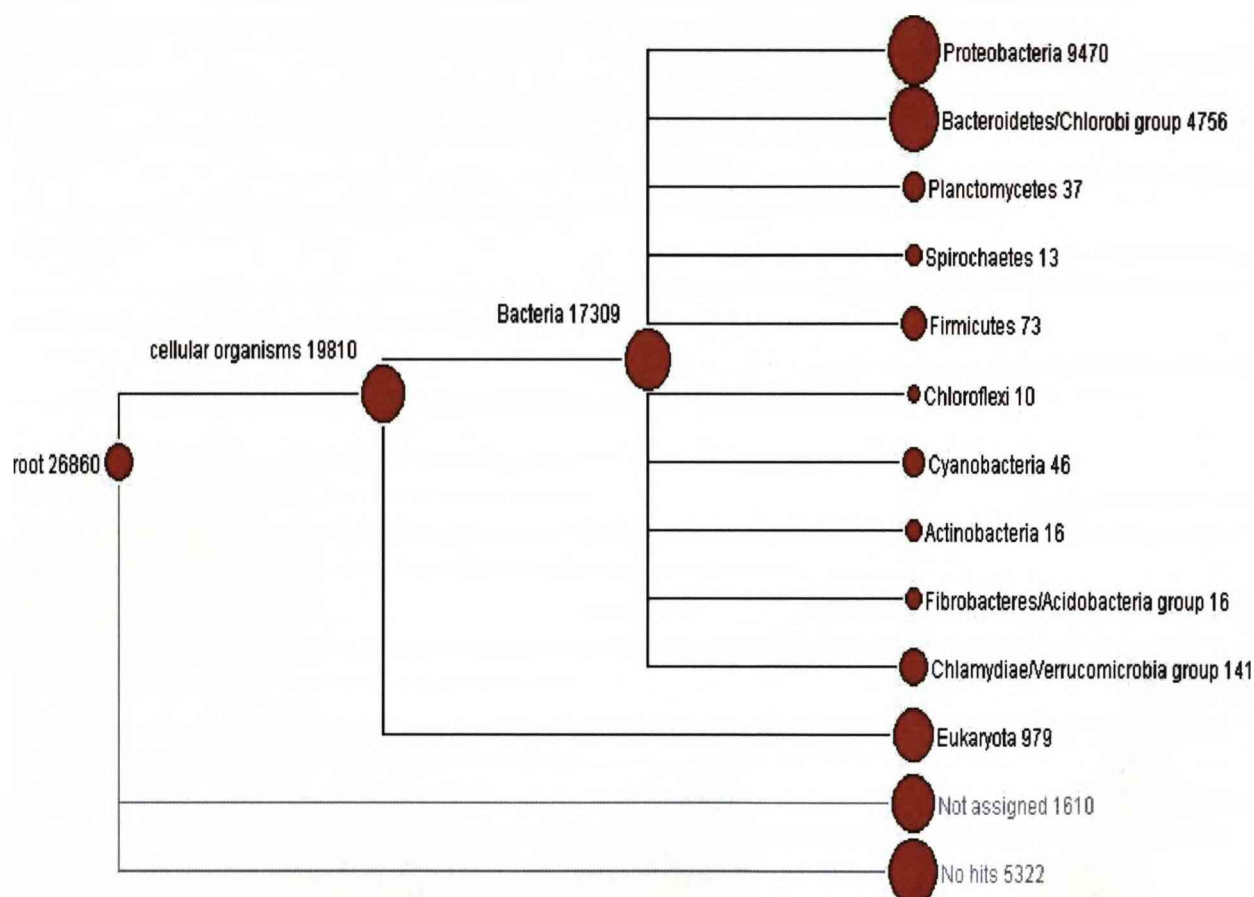 Proteobacteria 9470
Bacteroidetes/Chlorobi group 4756
Planctomycetes 37
Spirochaetes 13
Bacteria 17309
Firmicutes 73
cellular organisms 19810
Chloroflexi 10
root 26860
Cyanobacteria 46
Actinobacteria 16
Fibrobacteres/Acidobacteria group 16
Chlamydiae/Verrucomicrobia group 141
Eukaryota 979
Not assigned 1610
No hits 5322